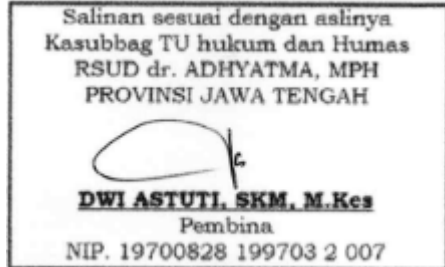 Salinan sesuai dengan aslinya
Kasubbag TU hukum dan Humas
RSUD dr. ADHYATMA, MPH
PROVINSI JAWA TENGAH
DWI ASTUTI, SKM, M.Kes
Pembina
NIP. 19700828 199703 2 007